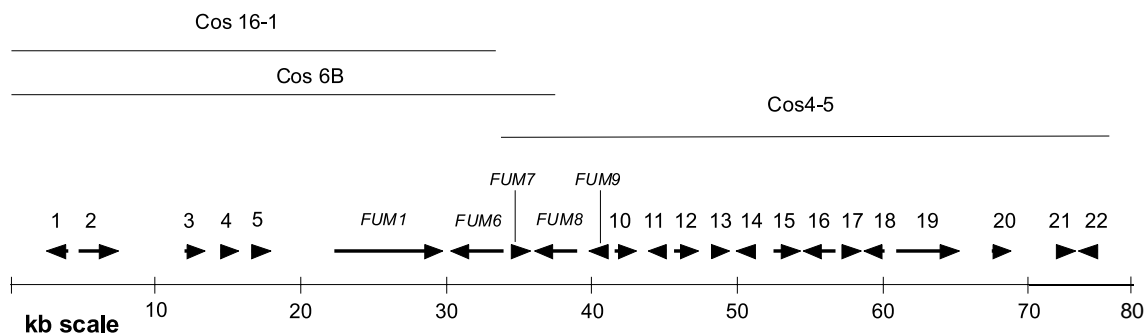 Cos 16-1
Cos 6B
Cos4-5
FUM7 FUM9
1 2 3 4 5 FUM1 FUM6 FUM8 10 11 12 13 14 15 16 17 18 19 20 21 22
10 20 30 40 50 60 70 80
kb scale